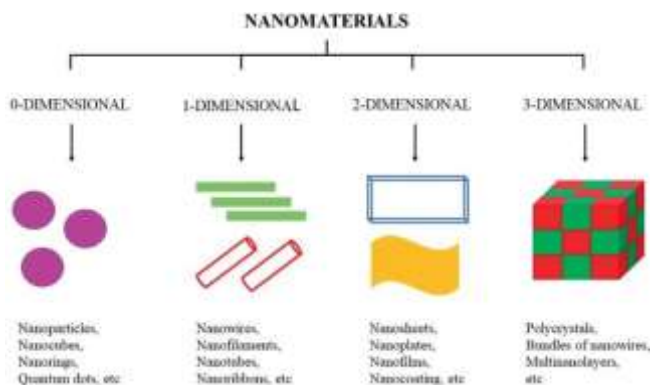 NANOMATERIALS
0-DIMENSIONAL
1-DIMENSIONAL
2-DIMENSIONAL
3-DIMENSIONAL
Nanoparticles,
Nanocubes,
Nanorings,
Quantum dots, etc
Nanowires,
Nanofilaments,
Nanotubes,
Nanoribbons, etc
Nanosheets,
Nanoplates,
Nanofilms,
Nanocoating, etc
Polycrystals,
Bundles of nanowires,
Multinanolayers,
etc